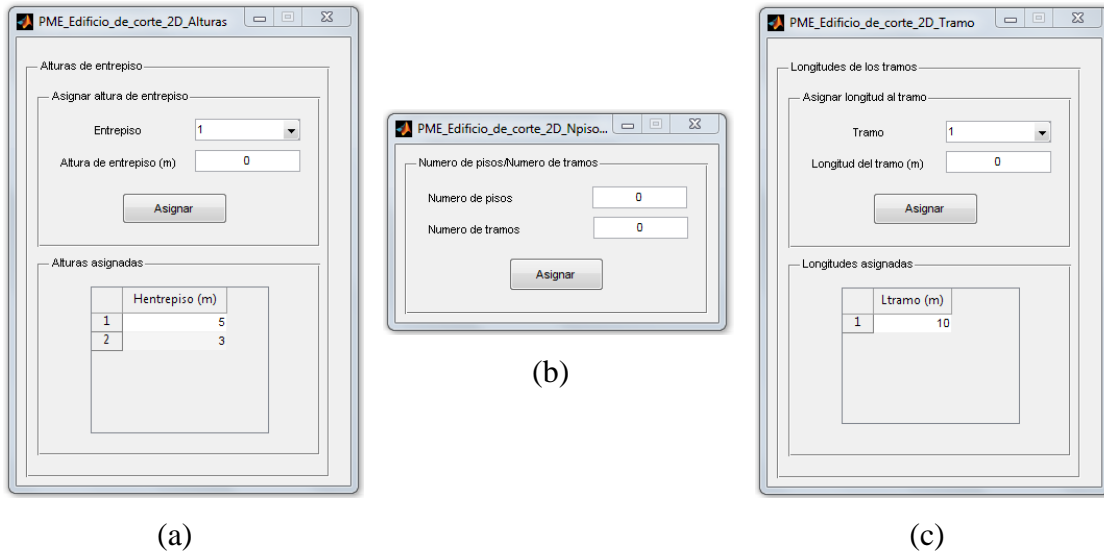 PME_Edificio_de_corte_2D_Alturas
Alturas de entrepiso
Asignar altura de entrepiso
Entrepiso 1
Altura de entrepiso (m) 0
Asignar
Alturas asignadas
Hentrepiso (m)
1 5
2 3
(a)
PME_Edificio_de_corte_2D_Npiso...
Numero de pisos/Numero de tramos
Numero de pisos 0
Numero de tramos 0
Asignar
(b)
PME_Edificio_de_corte_2D_Tramo
Longitudes de los tramos
Asignar longitud al tramo
Tramo 1
Longitud del tramo (m) 0
Asignar
Longitudes asignadas
Ltramo (m)
1 10
(c)